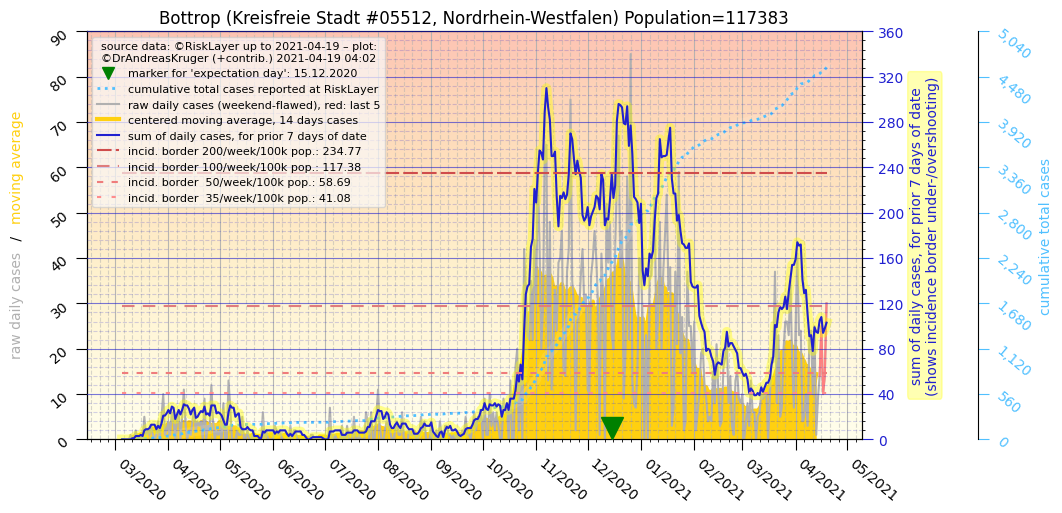 Bottrop (Kreisfreie Stadt #05512, Nordrhein-Westfalen) Population=117383
source data: ©RiskLayer up to 2021-04-19 – plot:
©DrAndreasKruger (+contrib.) 2021-04-19 04:02
marker for 'expectation day': 15.12.2020
cumulative total cases reported at RiskLayer
raw daily cases (weekend-flawed), red: last 5
centered moving average, 14 days cases
sum of daily cases, for prior 7 days of date
incid. border 200/week/100k pop.: 234.77
incid. border 100/week/100k pop.: 117.38
incid. border  50/week/100k pop.: 58.69
incid. border  35/week/100k pop.: 41.08
raw daily cases / moving average
90
80
70
60
50
40
30
20
10
0
03/2020
04/2020
05/2020
06/2020
07/2020
08/2020
09/2020
10/2020
11/2020
12/2020
01/2021
02/2021
03/2021
04/2021
05/2021
360
320
280
240
200
160
120
80
40
0
sum of daily cases, for prior 7 days of date
(shows incidence border under-/overshooting)
5,040
4,480
3,920
3,360
2,800
2,240
1,680
1,120
560
0
cumulative total cases